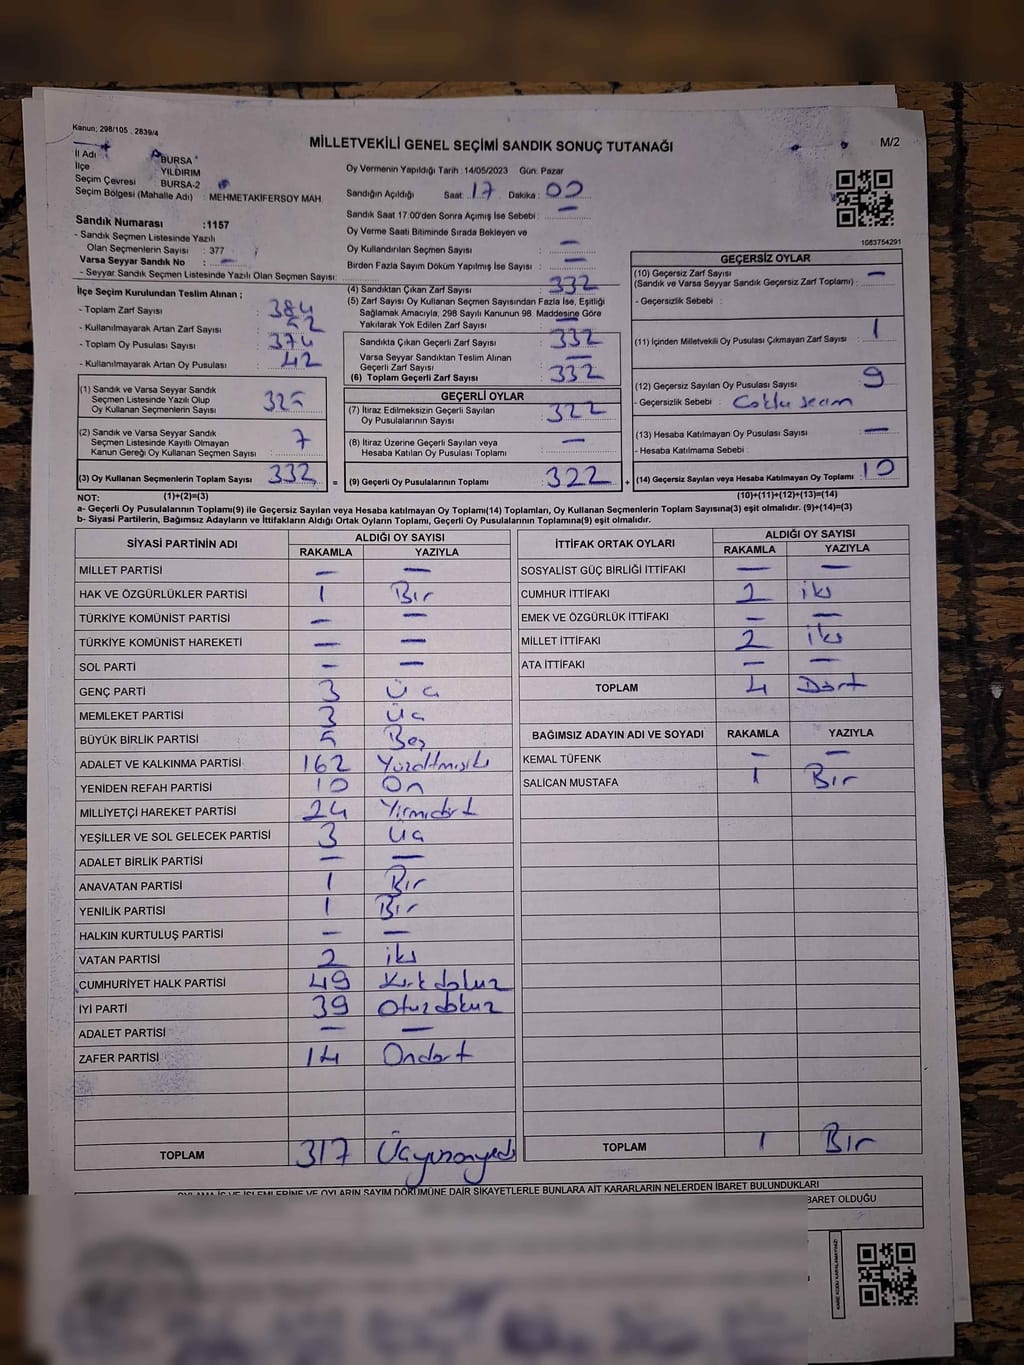 Kanun; 298/105 , 2839/4
MİLLETVEKİLİ GENEL SEÇİMİ SANDIK SONUÇ TUTANAĞI
M/2
İl Adı BURSA
İlçe YILDIRIM
Seçim Çevresi BURSA-2
Seçim Bölgesi (Mahalle Adı) : MEHMETAKİFERSOY MAH.
Oy Vermenin Yapıldığı Tarih :14/05/2023 Gün: Pazar
Sandığın Açıldığı Saat: 17 Dakika: 00
Sandık Saat 17.00'den Sonra Açımış İse Sebebi : —
Oy Verme Saati Bitiminde Sırada Bekleyen ve
Oy Kullandırılan Seçmen Sayısı : —
Birden Fazla Sayım Döküm Yapılmış İse Sayısı : —
Sandık Numarası :1157
- Sandık Seçmen Listesinde Yazılı
Olan Seçmenlerin Sayısı : 377
Varsa Seyyar Sandık No : —
- Seyyar Sandık Seçmen Listesinde Yazılı Olan Seçmen Sayısı:
1083754291
İlçe Seçim Kurulundan Teslim Alınan ;
- Toplam Zarf Sayısı : 384
- Kullanılmayarak Artan Zarf Sayısı : 52
- Toplam Oy Pusulası Sayısı : 374
- Kullanılmayarak Artan Oy Pusulası : 42
(1) Sandık ve Varsa Seyyar Sandık
Seçmen Listesinde Yazılı Olup
Oy Kullanan Seçmenlerin Sayısı : 325
(2) Sandık ve Varsa Seyyar Sandık
Seçmen Listesinde Kayıtlı Olmayan
Kanun Gereği Oy Kullanan Seçmen Sayısı : 7
(3) Oy Kullanan Seçmenlerin Toplam Sayısı : 332
(4) Sandıktan Çıkan Zarf Sayısı : 332
(5) Zarf Sayısı Oy Kullanan Seçmen Sayısından Fazla İse, Eşitliği
Sağlamak Amacıyla, 298 Sayılı Kanunun 98. Maddesine Göre
Yakılarak Yok Edilen Zarf Sayısı : —
Sandıkta Çıkan Geçerli Zarf Sayısı : 332
Varsa Seyyar Sandıktan Teslim Alınan
Geçerli Zarf Sayısı : —
(6) Toplam Geçerli Zarf Sayısı : 332
GEÇERLİ OYLAR
(7) İtiraz Edilmeksizin Geçerli Sayılan
Oy Pusulalarının Sayısı : 322
(8) İtiraz Üzerine Geçerli Sayılan veya
Hesaba Katılan Oy Pusulası Toplamı : —
= (9) Geçerli Oy Pusulalarının Toplamı : 322
GEÇERSİZ OYLAR
(10) Geçersiz Zarf Sayısı
(Sandık ve Varsa Seyyar Sandık Geçersiz Zarf Toplamı) : —
- Geçersizlik Sebebi :
(11) İçinden Milletvekili Oy Pusulası Çıkmayan Zarf Sayısı : 1
(12) Geçersiz Sayılan Oy Pusulası Sayısı : 9
- Geçersizlik Sebebi : Çoklu seçim
(13) Hesaba Katılmayan Oy Pusulası Sayısı : —
- Hesaba Katılmama Sebebi :
+ (14) Geçersiz Sayılan veya Hesaba Katılmayan Oy Toplamı : 10
NOT: (1)+(2)=(3) (10)+(11)+(12)+(13)=(14)
a- Geçerli Oy Pusulalarının Toplamı(9) ile Geçersiz Sayılan veya Hesaba Katılmayan Oy Toplamı(14) Toplamları, Oy Kullanan Seçmenlerin Toplam Sayısına(3) eşit olmalıdır. (9)+(14)=(3)
b- Siyasi Partilerin, Bağımsız Adayların ve İttifakların Aldığı Ortak Oyların Toplamı, Geçerli Oy Pusulalarının Toplamına(9) eşit olmalıdır.
SİYASİ PARTİNİN ADI ALDIĞI OY SAYISI
RAKAMLA YAZIYLA
MİLLET PARTİSİ — —
HAK VE ÖZGÜRLÜKLER PARTİSİ 1 Bir
TÜRKİYE KOMÜNİST PARTİSİ — —
TÜRKİYE KOMÜNİST HAREKETİ — —
SOL PARTİ — —
GENÇ PARTİ 3 Üç
MEMLEKET PARTİSİ 3 Üç
BÜYÜK BİRLİK PARTİSİ 5 Beş
ADALET VE KALKINMA PARTİSİ 162 Yüzaltmışiki
YENİDEN REFAH PARTİSİ 10 On
MİLLİYETÇİ HAREKET PARTİSİ 24 Yirmidört
YEŞİLLER VE SOL GELECEK PARTİSİ 3 Üç
ADALET BİRLİK PARTİSİ — —
ANAVATAN PARTİSİ 1 Bir
YENİLİK PARTİSİ 1 Bir
HALKIN KURTULUŞ PARTİSİ — —
VATAN PARTİSİ 2 iki
CUMHURİYET HALK PARTİSİ 49 Kırkdokuz
İYİ PARTİ 39 Otuzdokuz
ADALET PARTİSİ — —
ZAFER PARTİSİ 14 Ondört
TOPLAM 317 Üçyüzonyedi
İTTİFAK ORTAK OYLARI ALDIĞI OY SAYISI
RAKAMLA YAZIYLA
SOSYALİST GÜÇ BİRLİĞİ İTTİFAKI — —
CUMHUR İTTİFAKI 2 iki
EMEK VE ÖZGÜRLÜK İTTİFAKI — —
MİLLET İTTİFAKI 2 iki
ATA İTTİFAKI — —
TOPLAM 4 Dört
BAĞIMSIZ ADAYIN ADI VE SOYADI RAKAMLA YAZIYLA
KEMAL TÜFENK — —
SALİCAN MUSTAFA 1 Bir
TOPLAM 1 Bir
OYLAMA İŞ VE İŞLEMLERİNE VE OYLARIN SAYIM DÖKÜMÜNE DAİR ŞİKAYETLERLE BUNLARA AİT KARARLARIN NELERDEN İBARET BULUNDUKLARI
BARET OLDUĞU